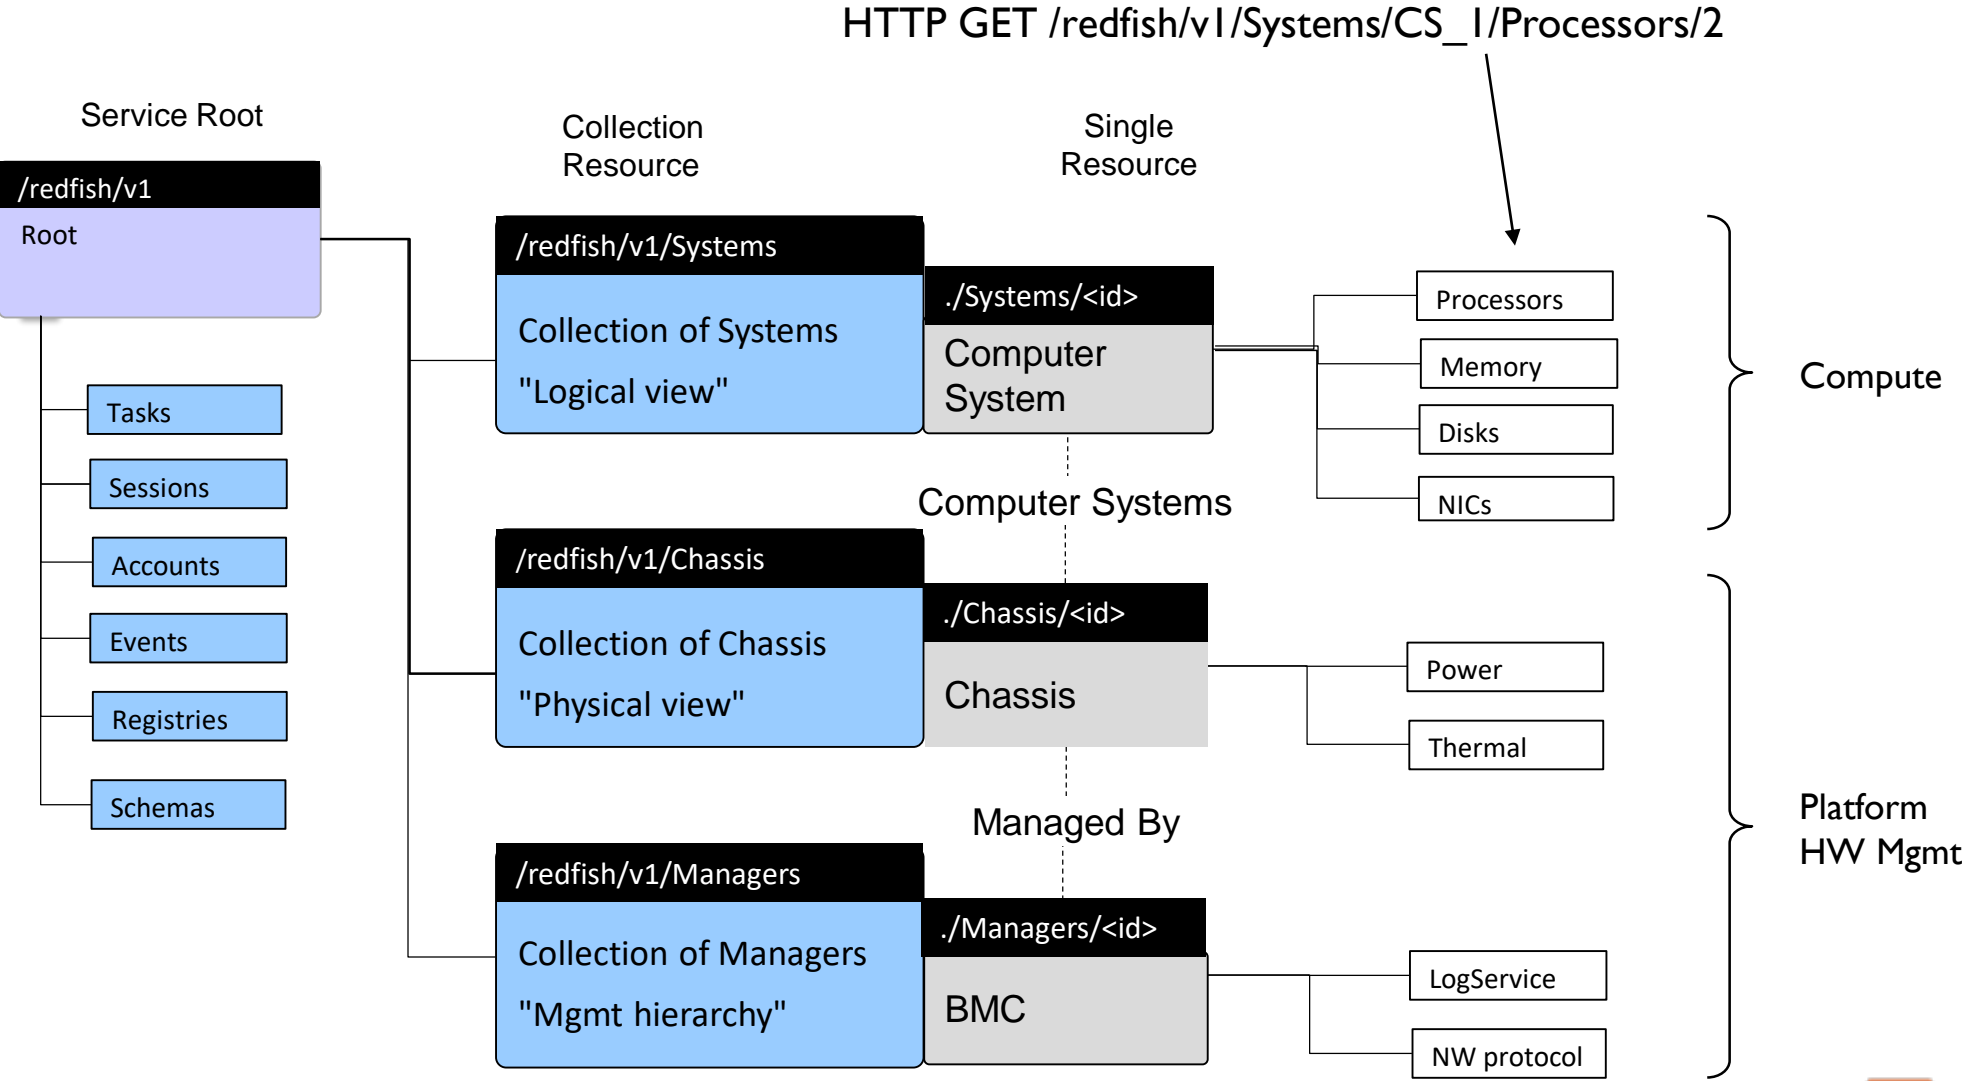 HTTP GET /redfish/v1/Systems/CS_1/Processors/2
Service Root
Collection
Resource
Single
Resource
/redfish/v1
Root
Tasks
Sessions
Accounts
Events
Registries
Schemas
/redfish/v1/Systems
Collection of Systems
"Logical view"
./Systems/<id>
Computer
System
Processors
Memory
Disks
NICs
Compute
Computer Systems
/redfish/v1/Chassis
Collection of Chassis
"Physical view"
./Chassis/<id>
Chassis
Power
Thermal
Managed By
/redfish/v1/Managers
Collection of Managers
"Mgmt hierarchy"
./Managers/<id>
BMC
LogService
NW protocol
Platform
HW Mgmt